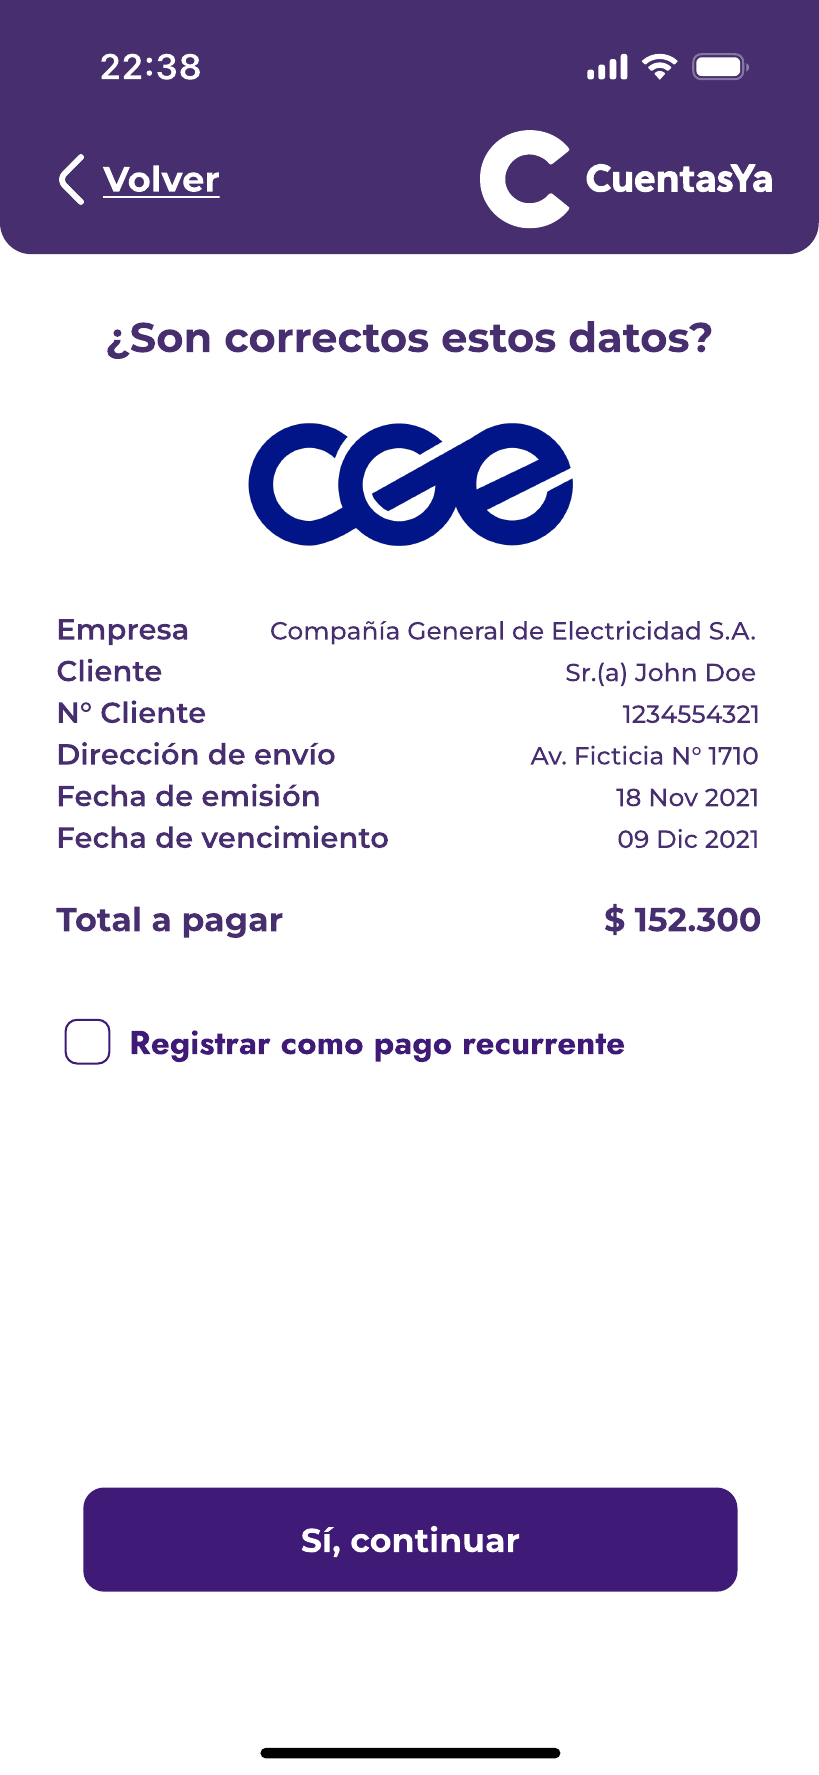 22:38
Volver
CuentasYa
¿Son correctos estos datos?
cge
Empresa Compañía General de Electricidad S.A.
Cliente Sr.(a) John Doe
N° Cliente 1234554321
Dirección de envío Av. Ficticia N° 1710
Fecha de emisión 18 Nov 2021
Fecha de vencimiento 09 Dic 2021
Total a pagar $ 152.300
Registrar como pago recurrente
Sí, continuar